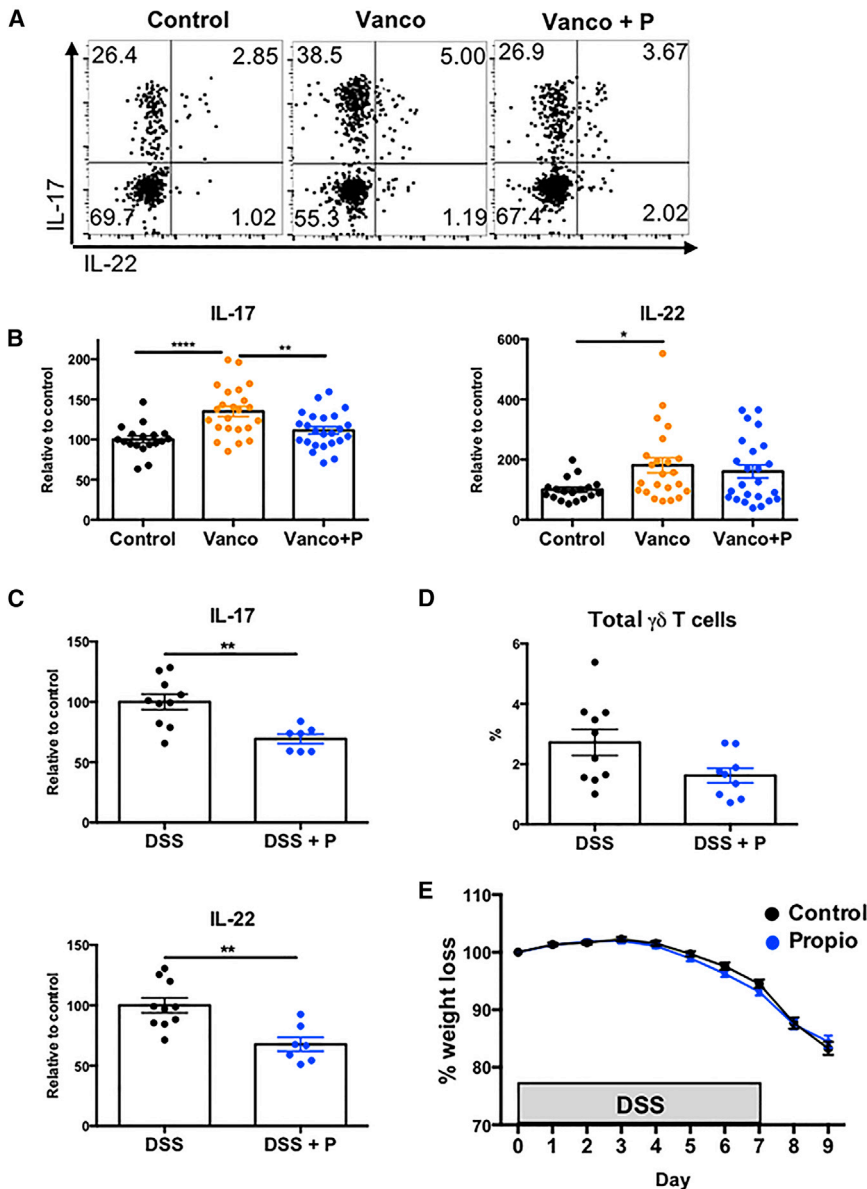 A
Control Vanco Vanco + P
26.4 2.85 38.5 5.00 26.9 3.67
IL-17
69.7 1.02 55.3 1.19 67.4 2.02
IL-22
B
IL-17
Relative to control
200
150
100
50
0
****
**
Control Vanco Vanco+P
IL-22
Relative to control
600
400
200
0
*
Control Vanco Vanco+P
C
IL-17
Relative to control
150
100
50
0
**
DSS DSS + P
IL-22
Relative to control
150
100
50
0
**
DSS DSS + P
D
Total γδ T cells
%
6
4
2
0
DSS DSS + P
E
% weight loss
110
100
90
80
70
Control
Propio
DSS
0 1 2 3 4 5 6 7 8 9
Day